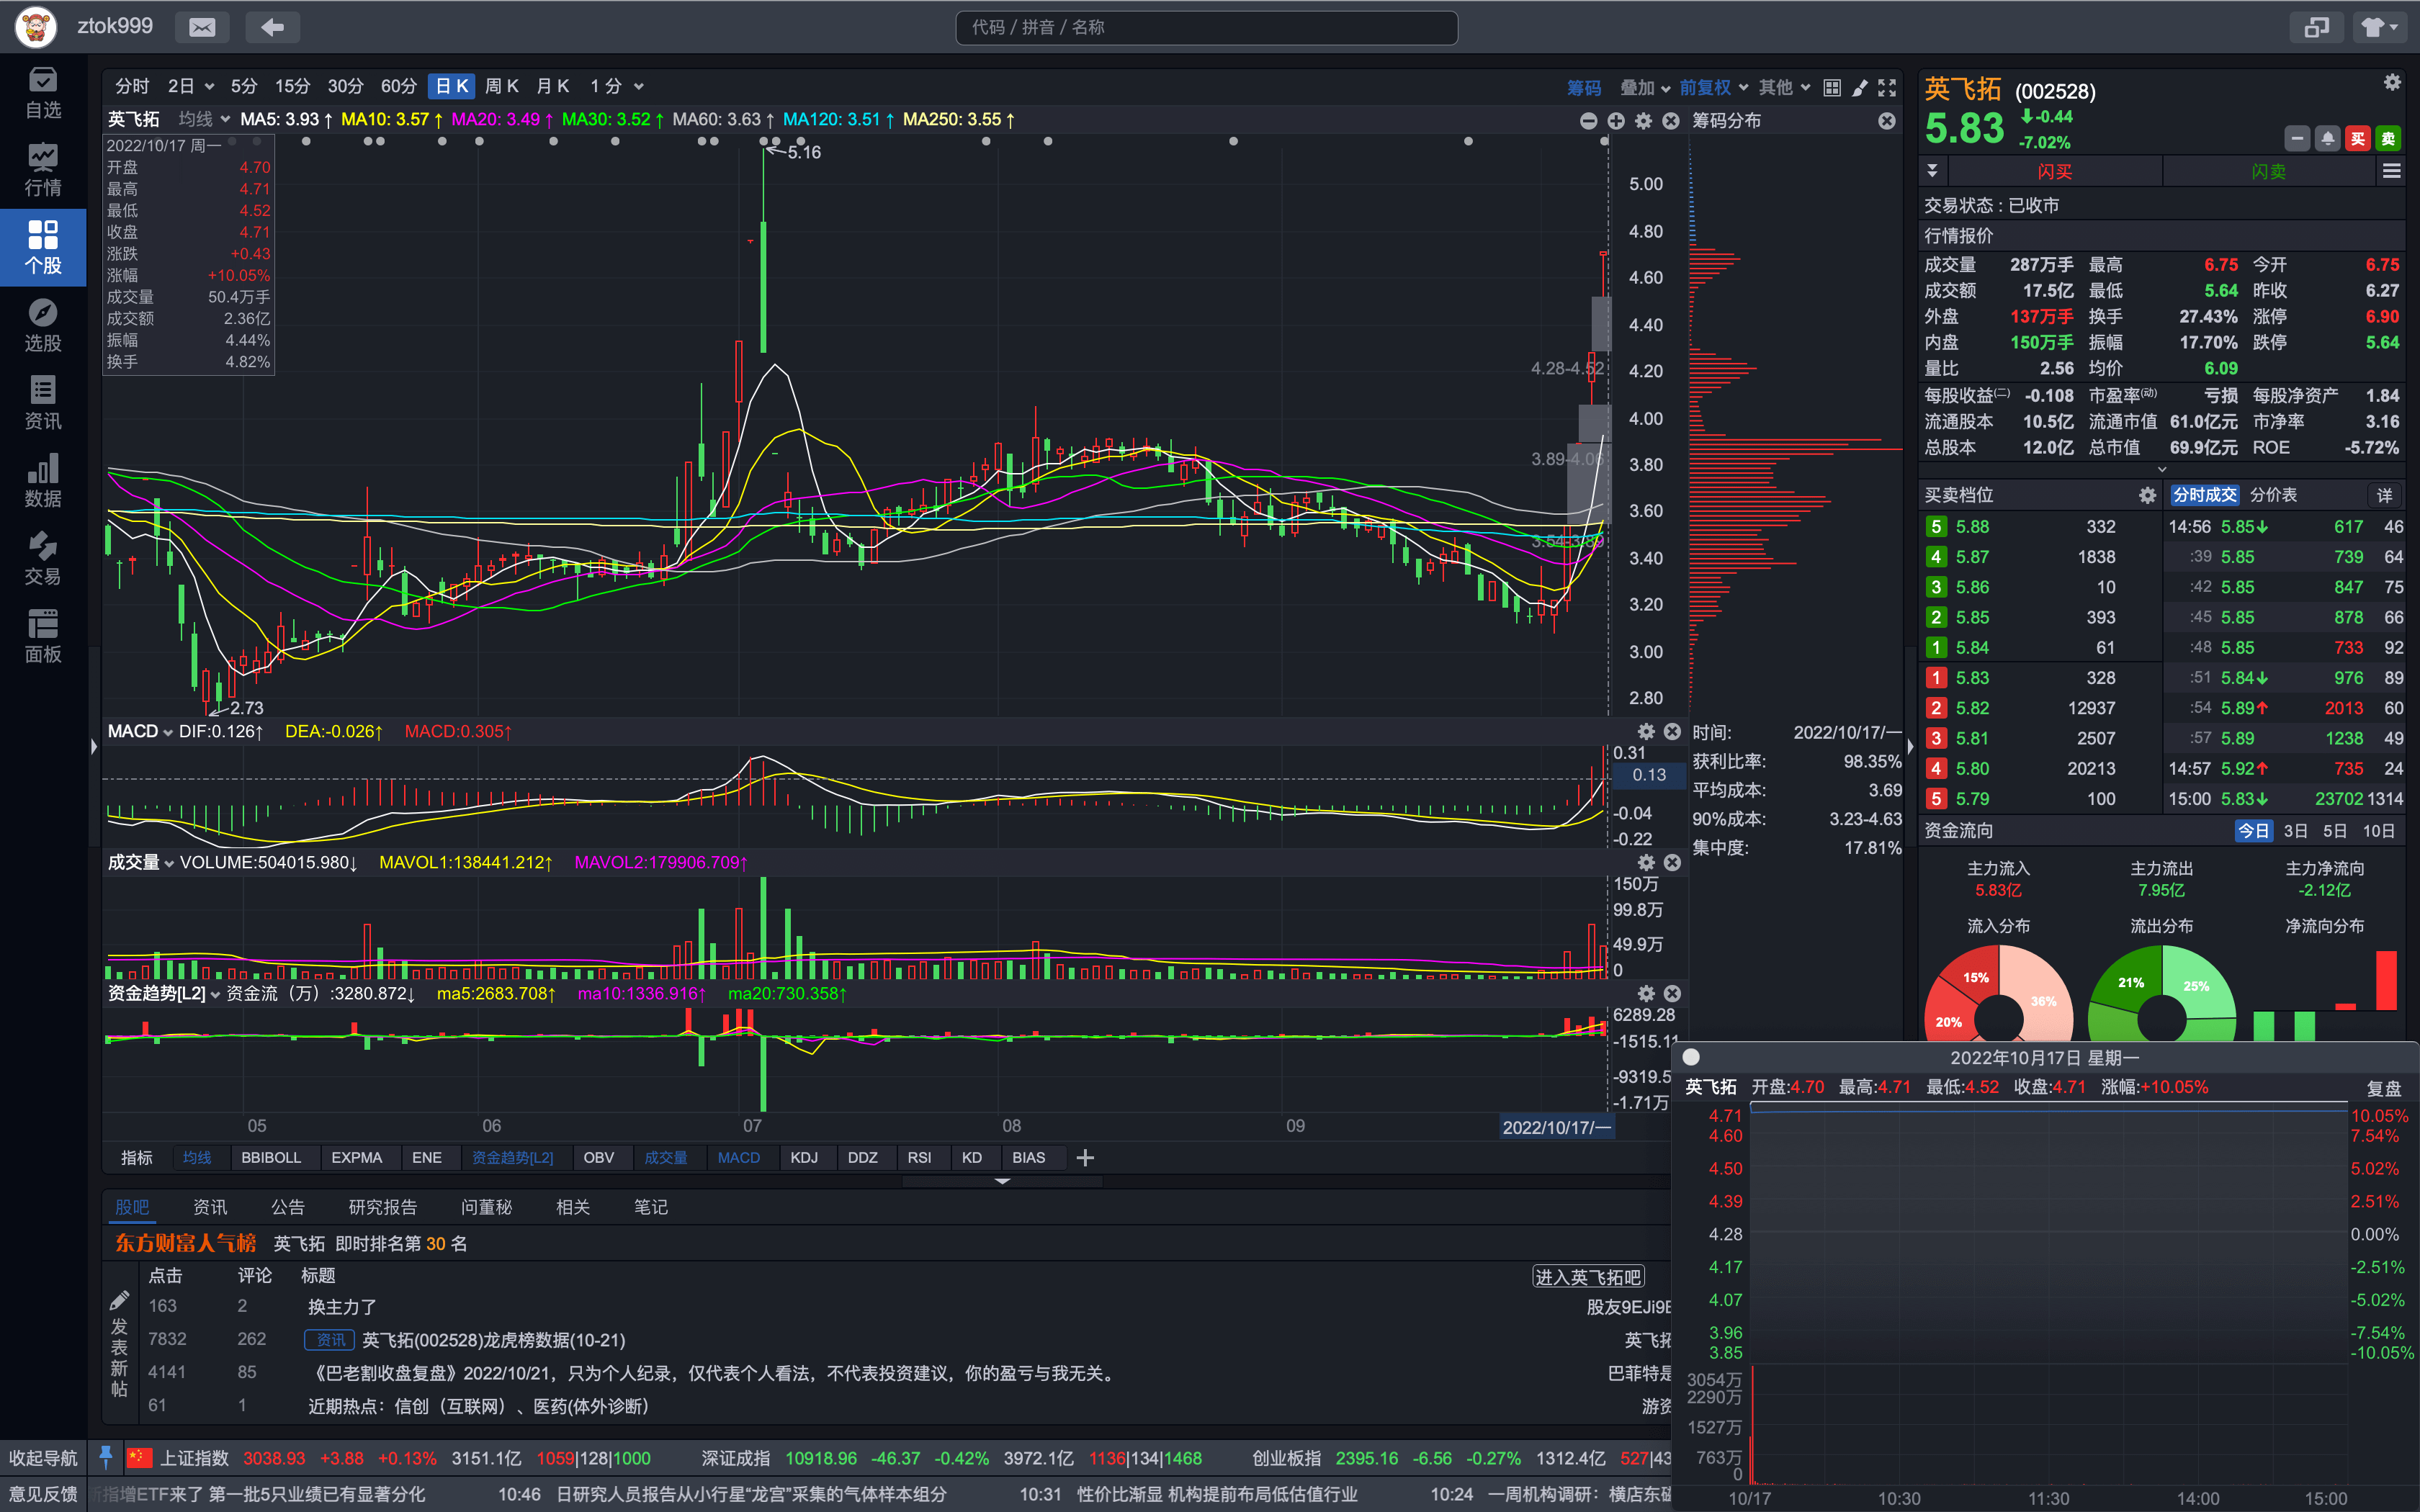 ztok999
代码 / 拼音 / 名称
自选
行情
个股
选股
资讯
数据
交易
面板
分时 2日 5分 15分 30分 60分 日K 周K 月K 1分 筹码 叠加 前复权 其他
英飞拓 均线 MA5: 3.93↑ MA10: 3.57↑ MA20: 3.49↑ MA30: 3.52↑ MA60: 3.63↑ MA120: 3.51↑ MA250: 3.55↑
筹码分布
2022/10/17 周一
开盘 4.70
最高 4.71
最低 4.52
收盘 4.71
涨跌 +0.43
涨幅 +10.05%
成交量 50.4万手
成交额 2.36亿
振幅 4.44%
换手 4.82%
5.16
2.73
4.28-4.52
3.89-4.06
3.54-3.89
5.00
4.80
4.60
4.40
4.20
4.00
3.80
3.60
3.40
3.20
3.00
2.80
MACD DIF:0.126↑ DEA:-0.026↑ MACD:0.305↑
0.31
0.13
-0.04
-0.22
成交量 VOLUME:504015.980↓ MAVOL1:138441.212↑ MAVOL2:179906.709↑
150万
99.8万
49.9万
0
资金趋势[L2] 资金流（万）:3280.872↓ ma5:2683.708↑ ma10:1336.916↑ ma20:730.358↑
6289.28
-1515.11
-9319.5
-1.71万
05 06 07 08 09 2022/10/17/一
时间: 2022/10/17/一
获利比率: 98.35%
平均成本: 3.69
90%成本: 3.23-4.63
集中度: 17.81%
指标 均线 BBIBOLL EXPMA ENE 资金趋势[L2] OBV 成交量 MACD KDJ DDZ RSI KD BIAS
股吧 资讯 公告 研究报告 问董秘 相关 笔记
东方财富人气榜 英飞拓 即时排名第 30 名
点击 评论 标题 进入英飞拓吧
发表新帖
163 2 换主力了 股友9EJi9E
7832 262 资讯 英飞拓(002528)龙虎榜数据(10-21) 英飞拓
4141 85 《巴老割收盘复盘》2022/10/21，只为个人纪录，仅代表个人看法，不代表投资建议，你的盈亏与我无关。 巴菲特是
61 1 近期热点：信创（互联网）、医药(体外诊断) 游资
英飞拓 (002528)
5.83 -0.44
-7.02%
买 卖
闪买 闪卖
交易状态 : 已收市
行情报价
成交量 287万手 最高 6.75 今开 6.75
成交额 17.5亿 最低 5.64 昨收 6.27
外盘 137万手 换手 27.43% 涨停 6.90
内盘 150万手 振幅 17.70% 跌停 5.64
量比 2.56 均价 6.09
每股收益(二) -0.108 市盈率(动) 亏损 每股净资产 1.84
流通股本 10.5亿 流通市值 61.0亿元 市净率 3.16
总股本 12.0亿 总市值 69.9亿元 ROE -5.72%
买卖档位 分时成交 分价表 详
5 5.88 332 14:56 5.85↓ 617 46
4 5.87 1838 :39 5.85 739 64
3 5.86 10 :42 5.85 847 75
2 5.85 393 :45 5.85 878 66
1 5.84 61 :48 5.85 733 92
1 5.83 328 :51 5.84↓ 976 89
2 5.82 12937 :54 5.89↑ 2013 60
3 5.81 2507 :57 5.89 1238 49
4 5.80 20213 14:57 5.92↑ 735 24
5 5.79 100 15:00 5.83↓ 23702 1314
资金流向 今日 3日 5日 10日
主力流入 主力流出 主力净流向
5.83亿 7.95亿 -2.12亿
流入分布 流出分布 净流向分布
15% 36% 20%
21% 25%
2022年10月17日 星期一
英飞拓 开盘:4.70 最高:4.71 最低:4.52 收盘:4.71 涨幅:+10.05% 复盘
4.71 10.05%
4.60 7.54%
4.50 5.02%
4.39 2.51%
4.28 0.00%
4.17 -2.51%
4.07 -5.02%
3.96 -7.54%
3.85 -10.05%
3054万
2290万
1527万
763万
0
10/17 10:30 11:30 14:00 15:00
收起导航 上证指数 3038.93 +3.88 +0.13% 3151.1亿 1059|128|1000 深证成指 10918.96 -46.37 -0.42% 3972.1亿 1136|134|1468 创业板指 2395.16 -6.56 -0.27% 1312.4亿 527|43
意见反馈 指增ETF来了 第一批5只业绩已有显著分化 10:46 日研究人员报告从小行星“龙宫”采集的气体样本组分 10:31 性价比渐显 机构提前布局低估值行业 10:24 一周机构调研：横店东磁